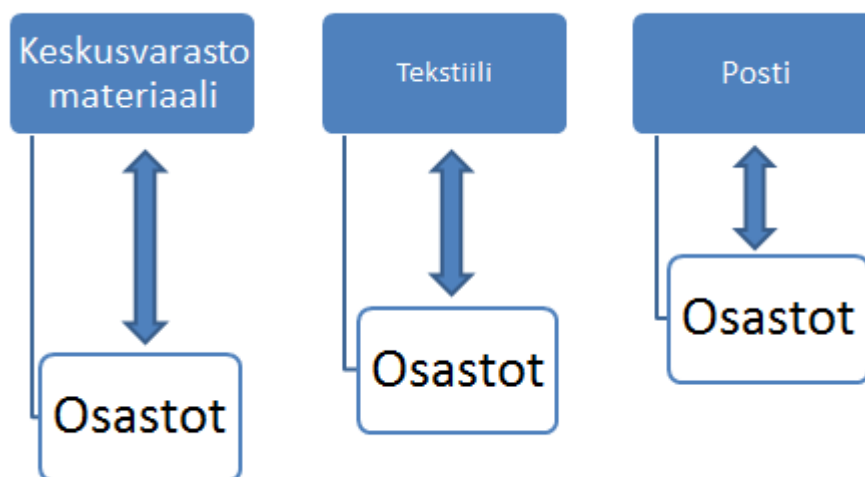 Keskusvarasto
materiaali
Tekstiili
Posti
Osastot
Osastot
Osastot